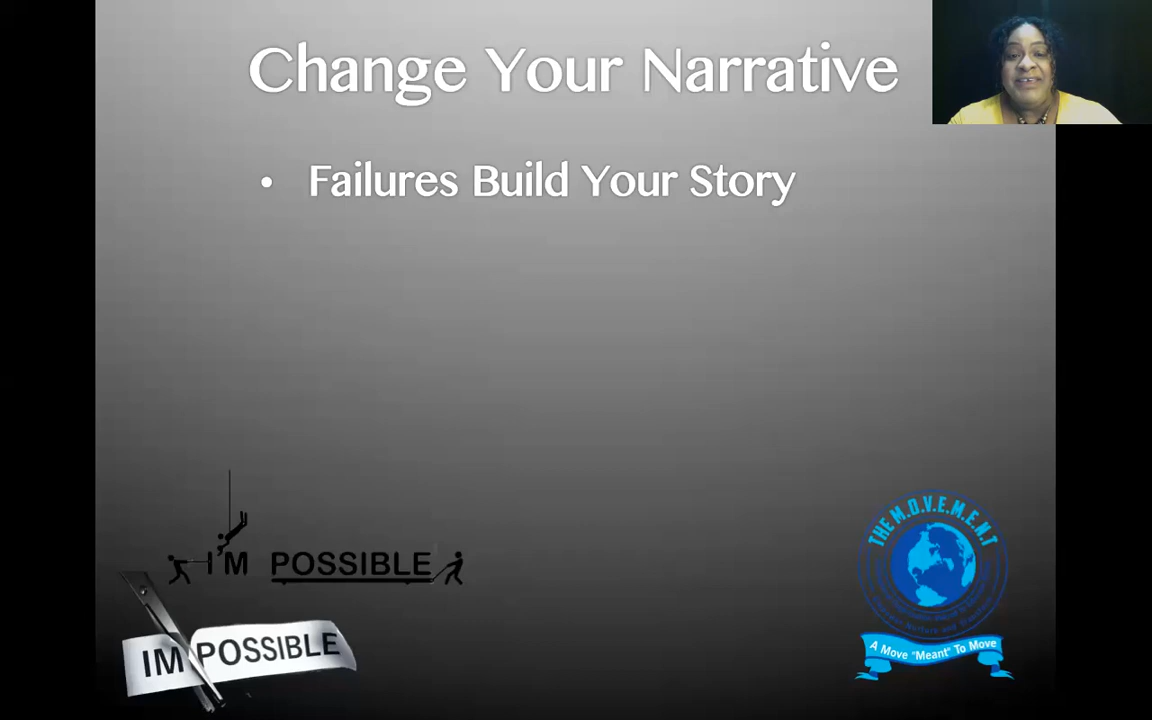 Change Your Narrative
• Failures Build Your Story
I'M POSSIBLE
IMPOSSIBLE
THE M.O.V.E.M.E.N.T
A Move "Meant" To Move